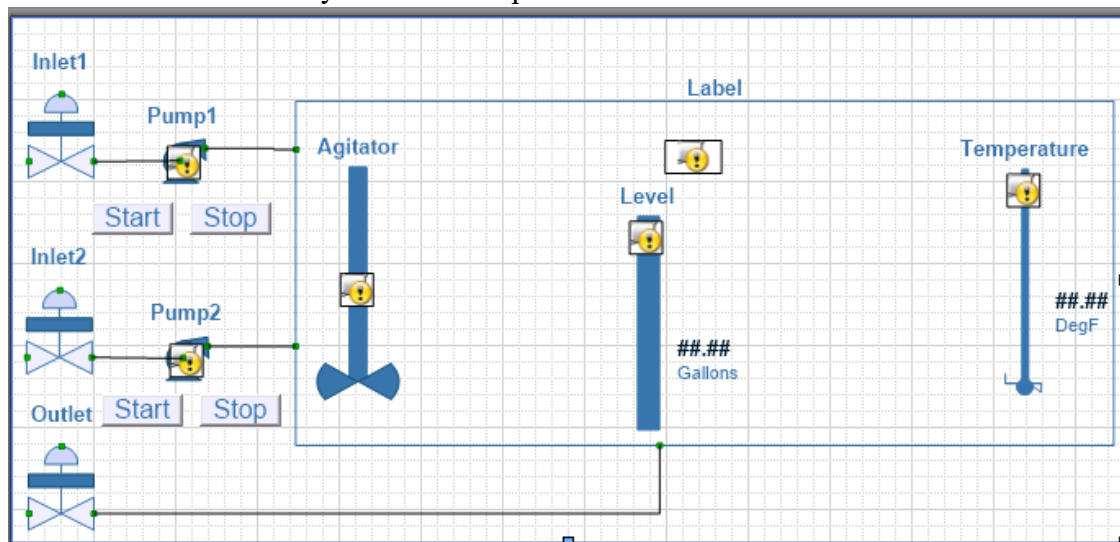 Inlet1
Label
Pump1
Agitator
Temperature
Level
Start Stop
Inlet2
##.##
DegF
Pump2
##.##
Gallons
Outlet
Start Stop